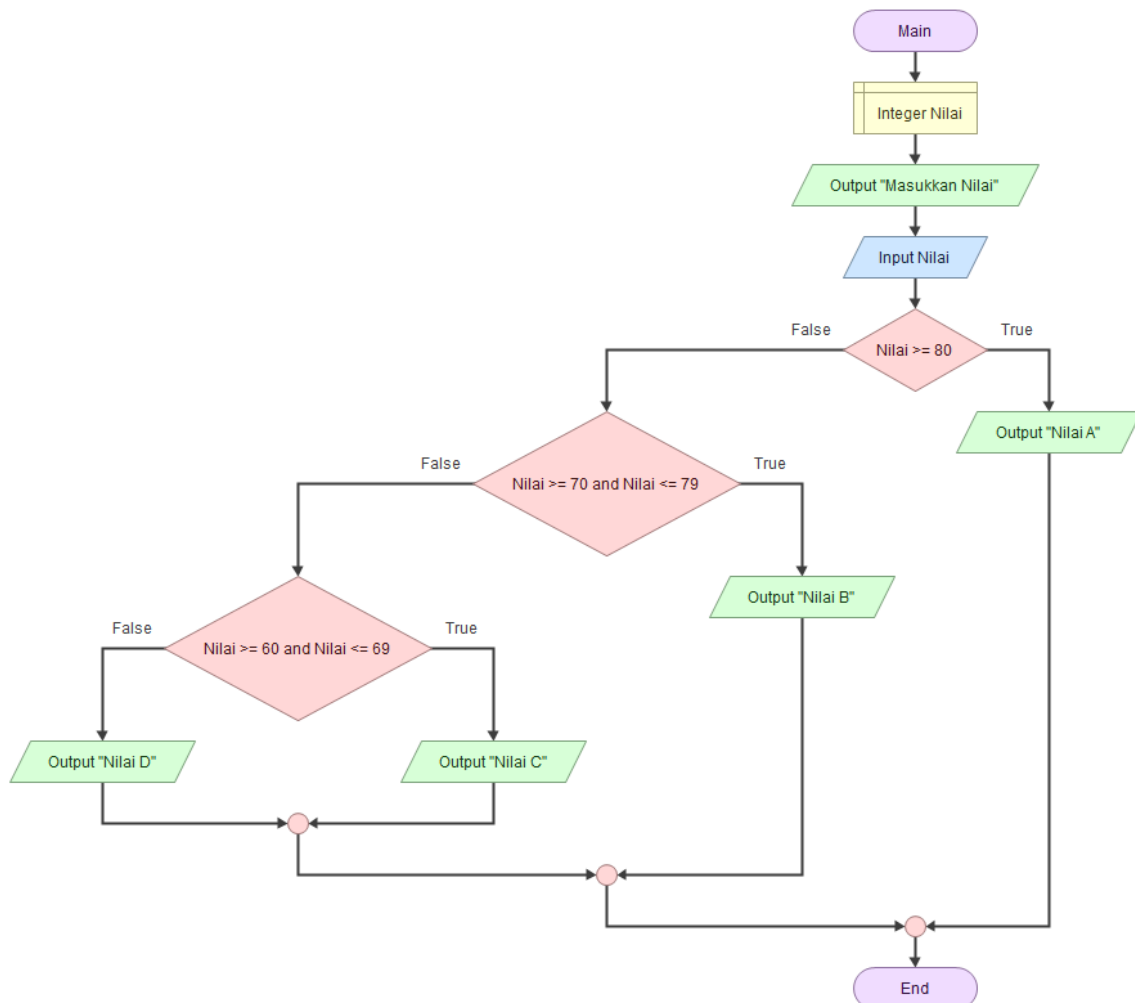 Main
Integer Nilai
Output "Masukkan Nilai"
Input Nilai
False
True
Nilai >= 80
Output "Nilai A"
False
True
Nilai >= 70 and Nilai <= 79
Output "Nilai B"
False
True
Nilai >= 60 and Nilai <= 69
Output "Nilai D"
Output "Nilai C"
End